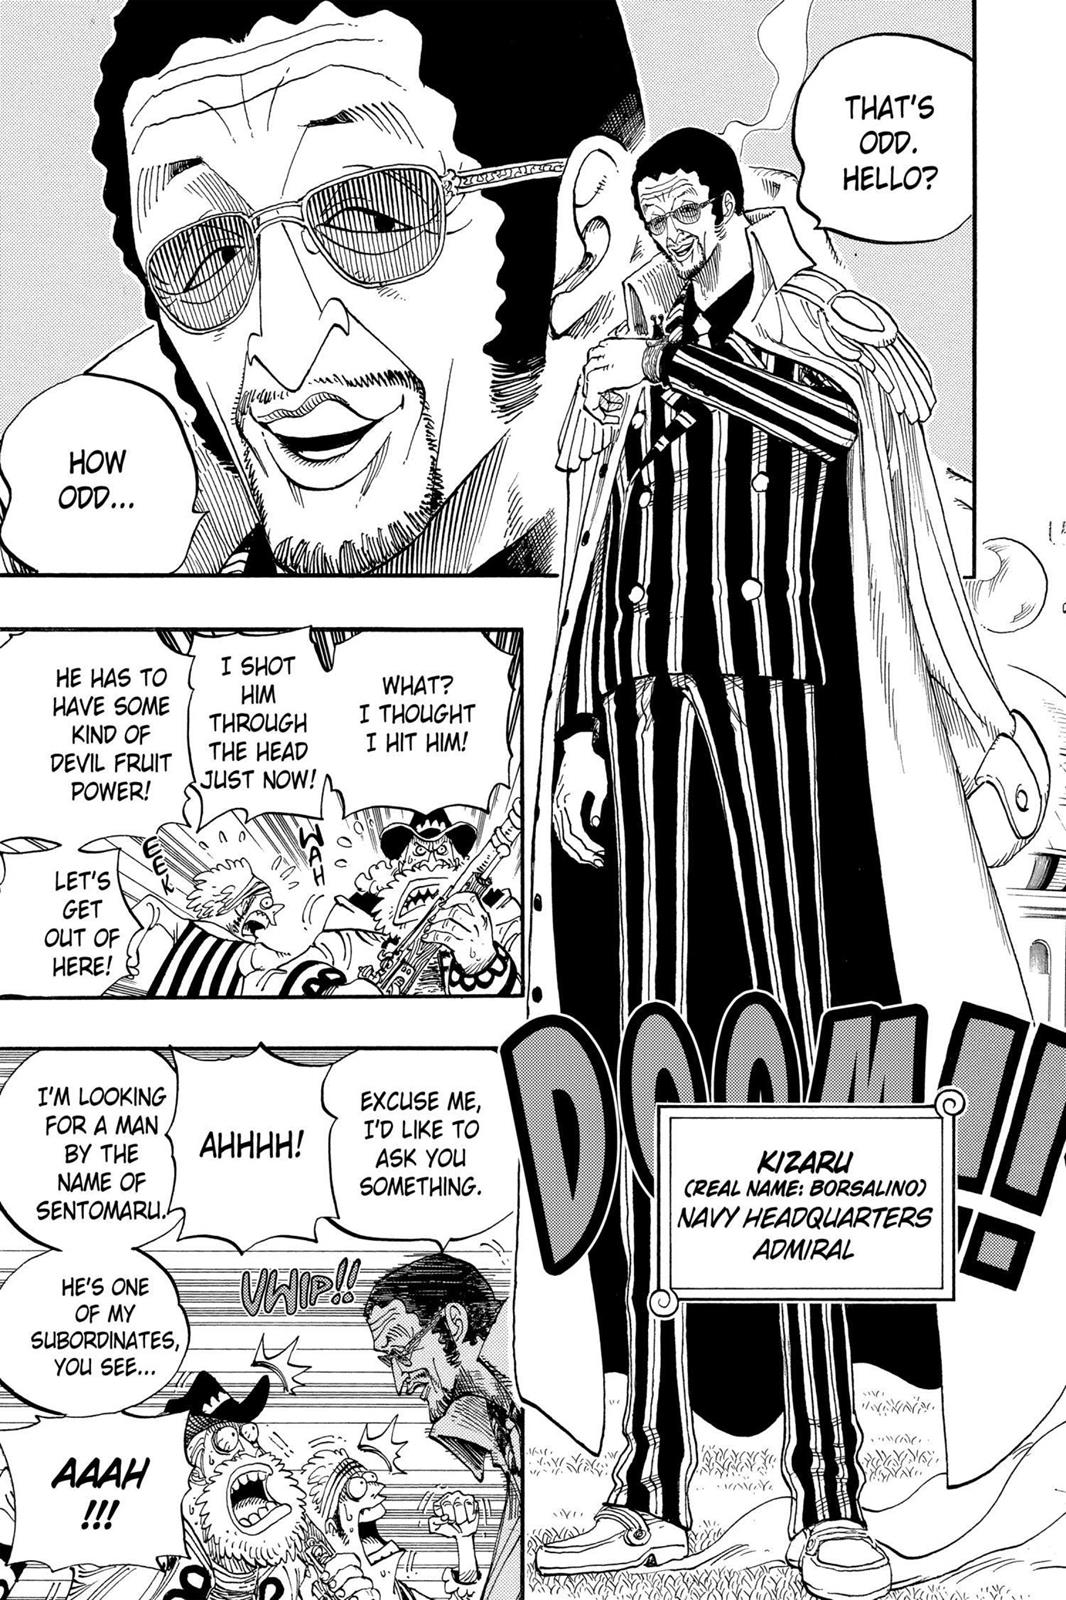 THAT'S
ODD.
HELLO?
HOW
ODD...
WHAT?
I THOUGHT
I HIT HIM!
I SHOT
HIM
THROUGH
THE HEAD
JUST NOW!
HE HAS TO
HAVE SOME
KIND OF
DEVIL FRUIT
POWER!
WAH
EEK
LET'S
GET
OUT OF
HERE!
DOOM!!
KIZARU
(REAL NAME: BORSALINO)
NAVY HEADQUARTERS
ADMIRAL
EXCUSE ME,
I'D LIKE TO
ASK YOU
SOMETHING.
AHHHH!
I'M LOOKING
FOR A MAN
BY THE
NAME OF
SENTOMARU.
HE'S ONE
OF MY
SUBORDINATES,
YOU SEE...
VWIP!!
AAAH
!!!